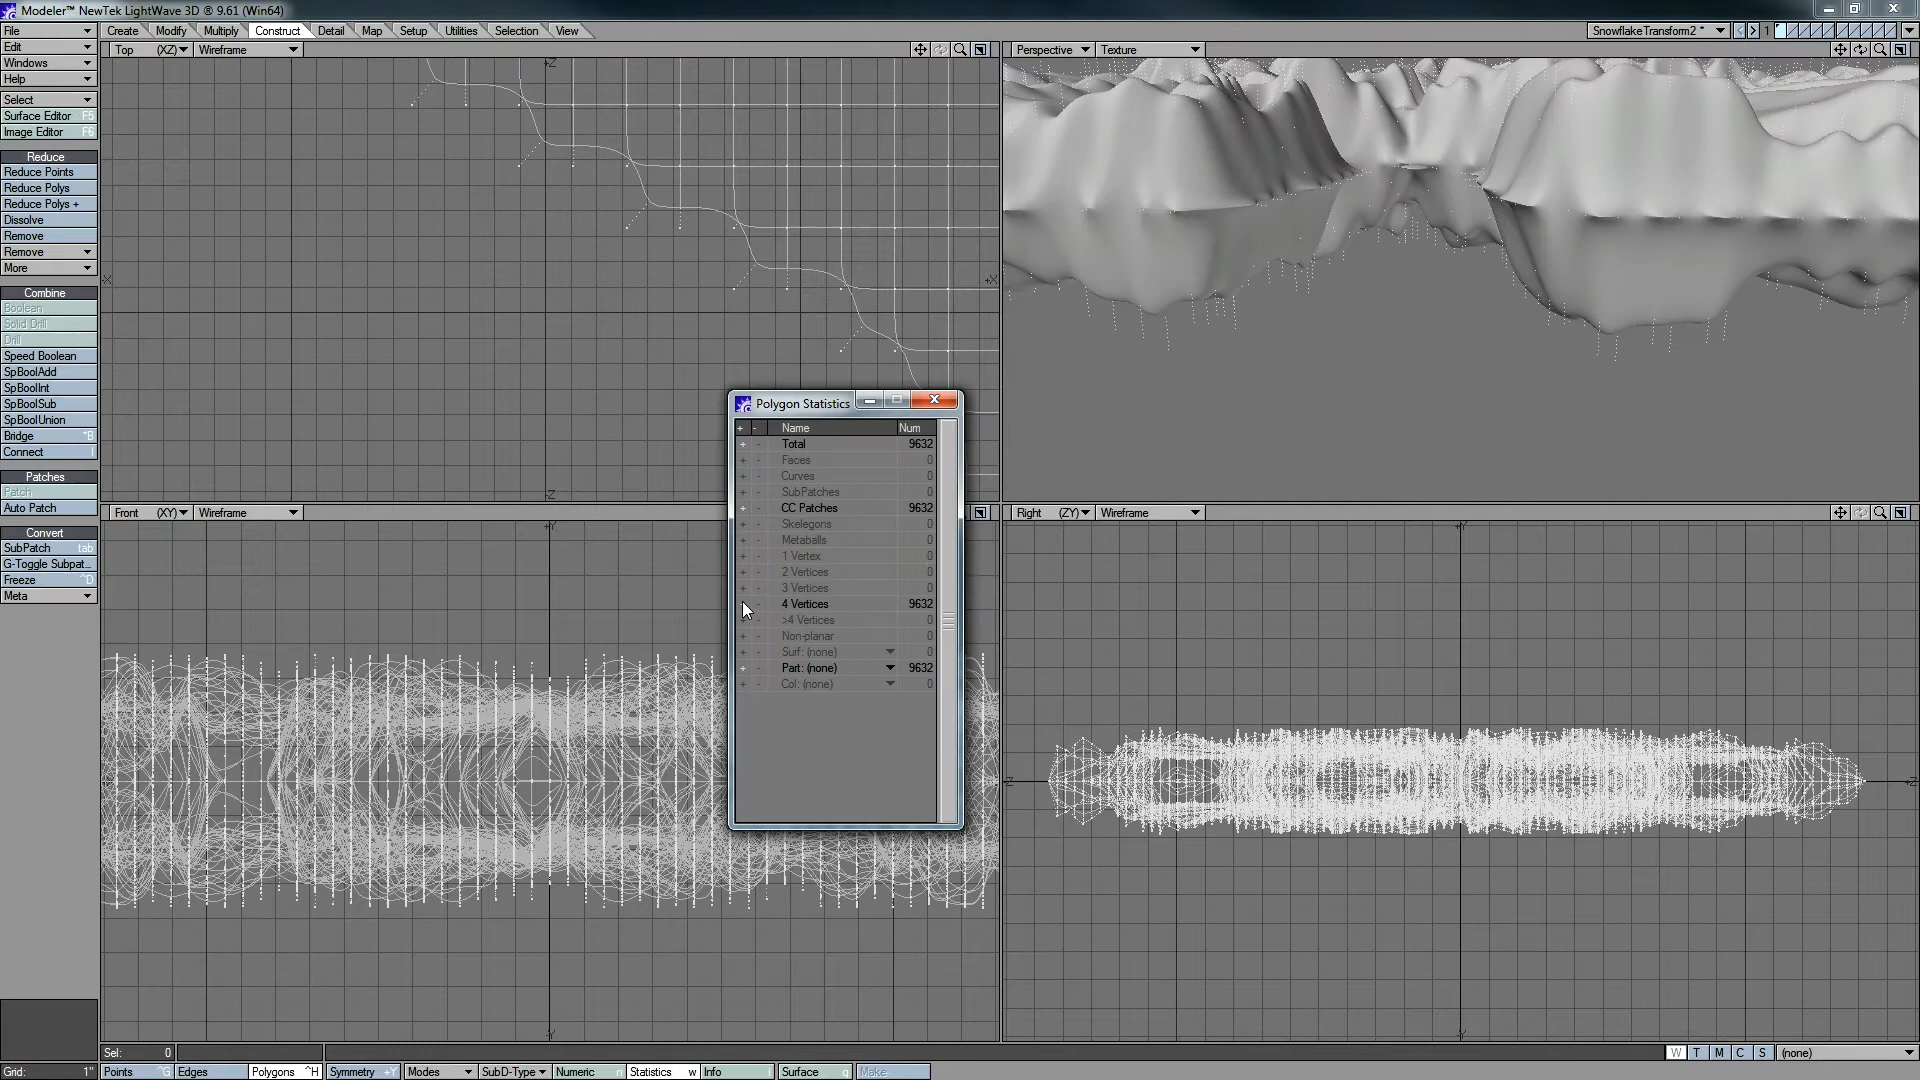 Modeler™ NewTek LightWave 3D ® 9.61 (Win64)
File
Create Modify Multiply Construct Detail Map Setup Utilities Selection View
SnowflakeTransform2 *
1
Edit
Windows
Help
Top (XZ) Wireframe
Perspective Texture
Select
Surface Editor F5
Image Editor F6
Reduce
Reduce Points
Reduce Polys
Reduce Polys +
Dissolve
Remove
Remove
More
Combine
Boolean
Solid Drill
Drill
Speed Boolean
SpBoolAdd
SpBoolInt
SpBoolSub
SpBoolUnion
Bridge ^B
Connect l
Patches
Patch
Auto Patch
Convert
SubPatch tab
G-Toggle Subpat...
Freeze ^D
Meta
Polygon Statistics
+ - Name Num
+ - Total 9632
+ - Faces 0
+ - Curves 0
+ - SubPatches 0
+ - CC Patches 9632
+ - Skelegons 0
+ - Metaballs 0
+ - 1 Vertex 0
+ - 2 Vertices 0
+ - 3 Vertices 0
- 4 Vertices 9632
+ - >4 Vertices 0
+ - Non-planar 0
+ - Surf: (none) 0
+ - Part: (none) 9632
+ - Col: (none) 0
Front (XY) Wireframe
Right (ZY) Wireframe
Sel: 0
W T M C S (none)
Grid: 1"
Points ^G Edges Polygons ^H Symmetry +Y Modes SubD-Type Numeric n Statistics w Info i Surface q Make